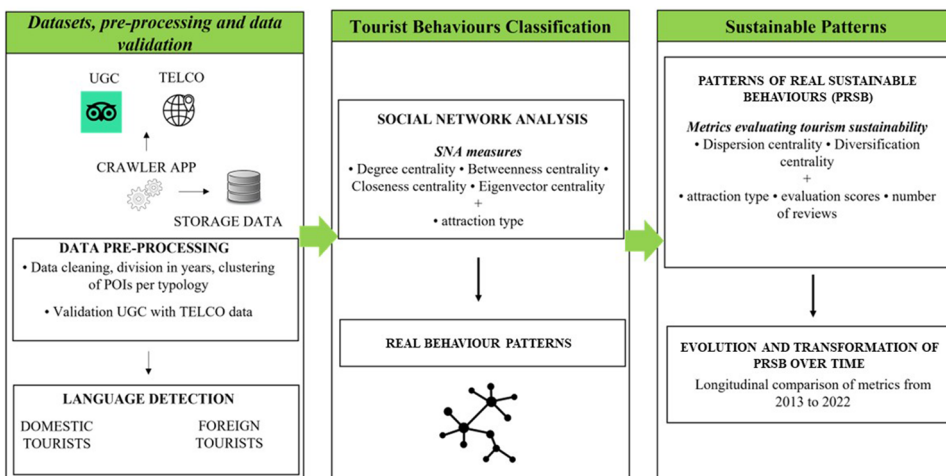 Datasets, pre-processing and data
validation
UGC
TELCO
CRAWLER APP
STORAGE DATA
DATA PRE-PROCESSING
• Data cleaning, division in years, clustering
of POIs per typology
• Validation UGC with TELCO data
LANGUAGE DETECTION
DOMESTIC
TOURISTS
FOREIGN
TOURISTS
Tourist Behaviours Classification
SOCIAL NETWORK ANALYSIS
SNA measures
• Degree centrality • Betweenness centrality •
Closeness centrality • Eigenvector centrality
+
• attraction type
REAL BEHAVIOUR PATTERNS
Sustainable Patterns
PATTERNS OF REAL SUSTAINABLE
BEHAVIOURS (PRSB)
Metrics evaluating tourism sustainability
• Dispersion centrality • Diversification
centrality
+
• attraction type • evaluation scores • number
of reviews
EVOLUTION AND TRANSFORMATION OF
PRSB OVER TIME
Longitudinal comparison of metrics from
2013 to 2022